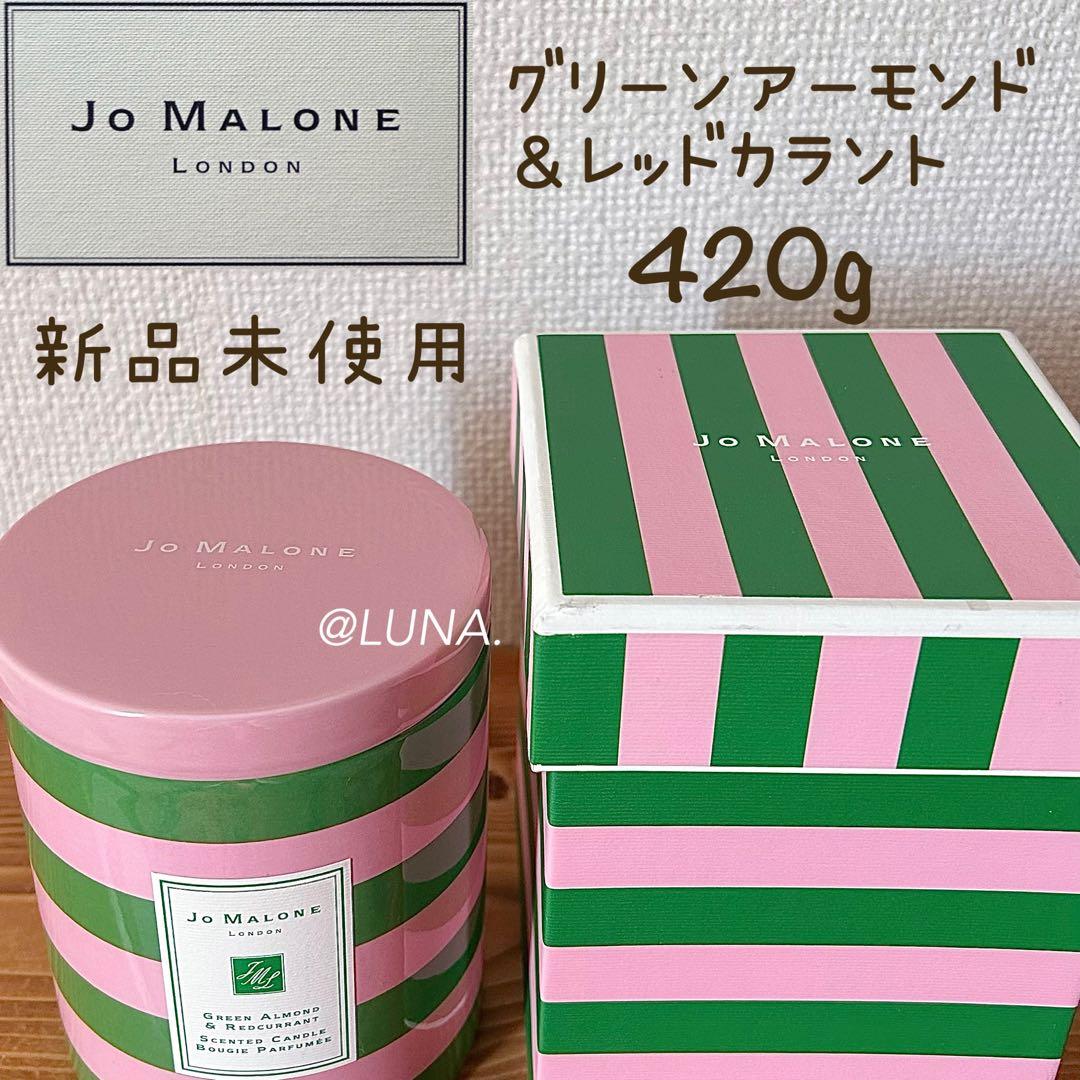 JO MALONE
LONDON
グリーンアーモンド
&レッドカラント
420g
新品未使用
JO MALONE
LONDON
JO MALONE
LONDON
@LUNA.
JO MALONE
LONDON
JML
GREEN ALMOND
& REDCURRANT
SCENTED CANDLE
BOUGIE PARFUMÉE